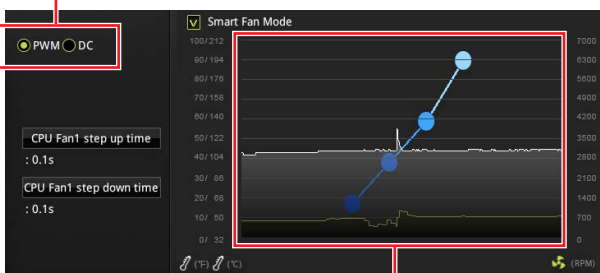 V Smart Fan Mode
PWM DC
CPU Fan1 step up time
: 0.1s
CPU Fan1 step down time
: 0.1s
100/212 7000
90/194 6300
80/176 5600
70/158 4900
60/140 4200
50/122 3500
40/104 2800
30/ 86 2100
20/ 68 1400
10/ 50 700
0/ 32 0
(°F) (°C) (RPM)